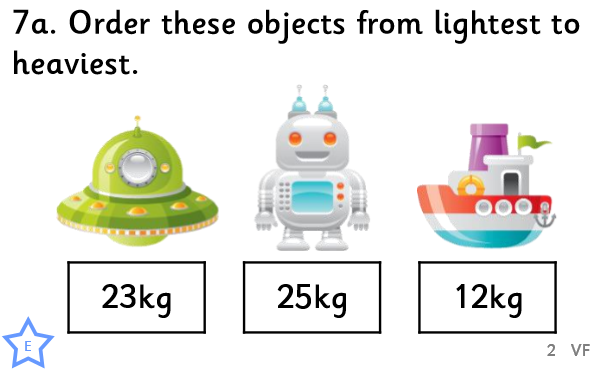 7a. Order these objects from lightest to
heaviest.
23kg
25kg
12kg
E
2 VF